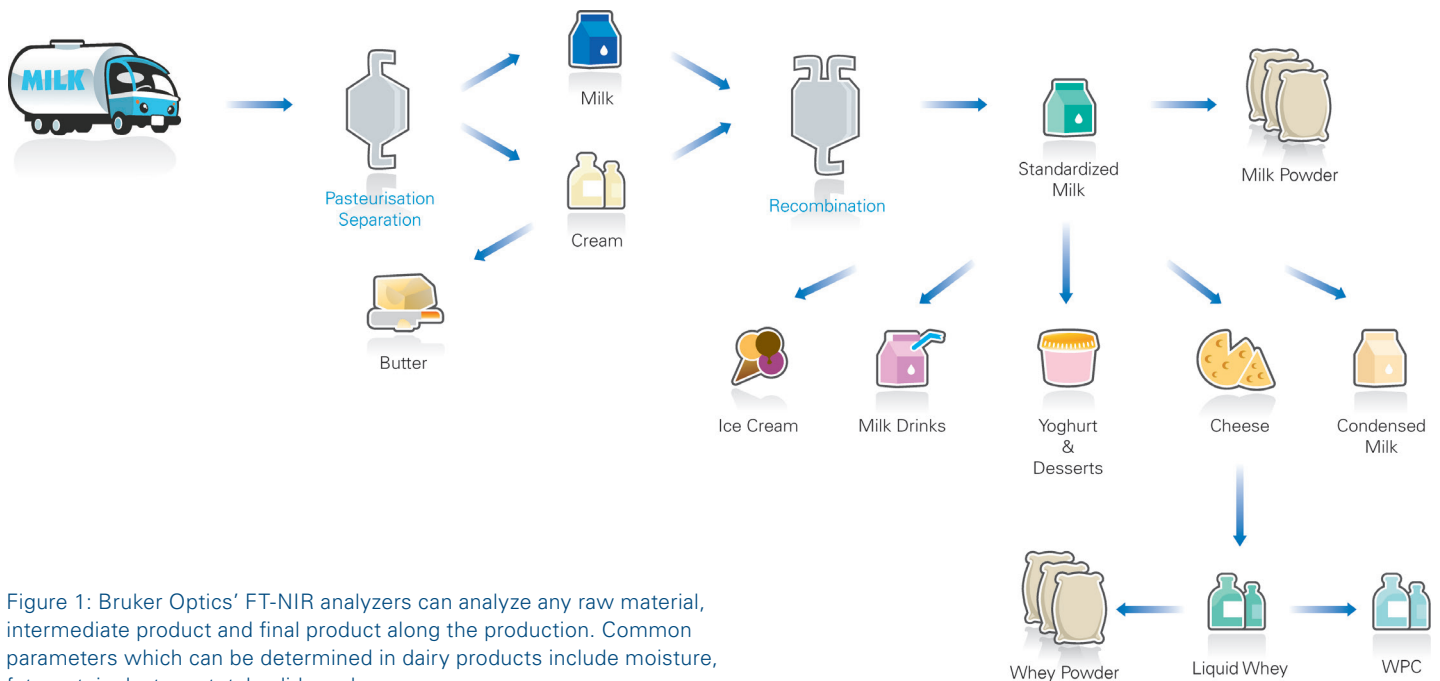 MILK
Milk
Pasteurisation
Separation
Cream
Butter
Recombination
Standardized
Milk
Milk Powder
Ice Cream
Milk Drinks
Yoghurt
&
Desserts
Cheese
Condensed
Milk
Whey Powder
Liquid Whey
WPC
Figure 1: Bruker Optics’ FT-NIR analyzers can analyze any raw material,
intermediate product and final product along the production. Common
parameters which can be determined in dairy products include moisture,